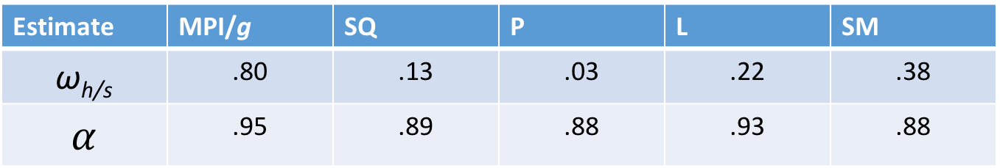 Estimate MPI/g SQ P L SM
ωh/s .80 .13 .03 .22 .38
α .95 .89 .88 .93 .88